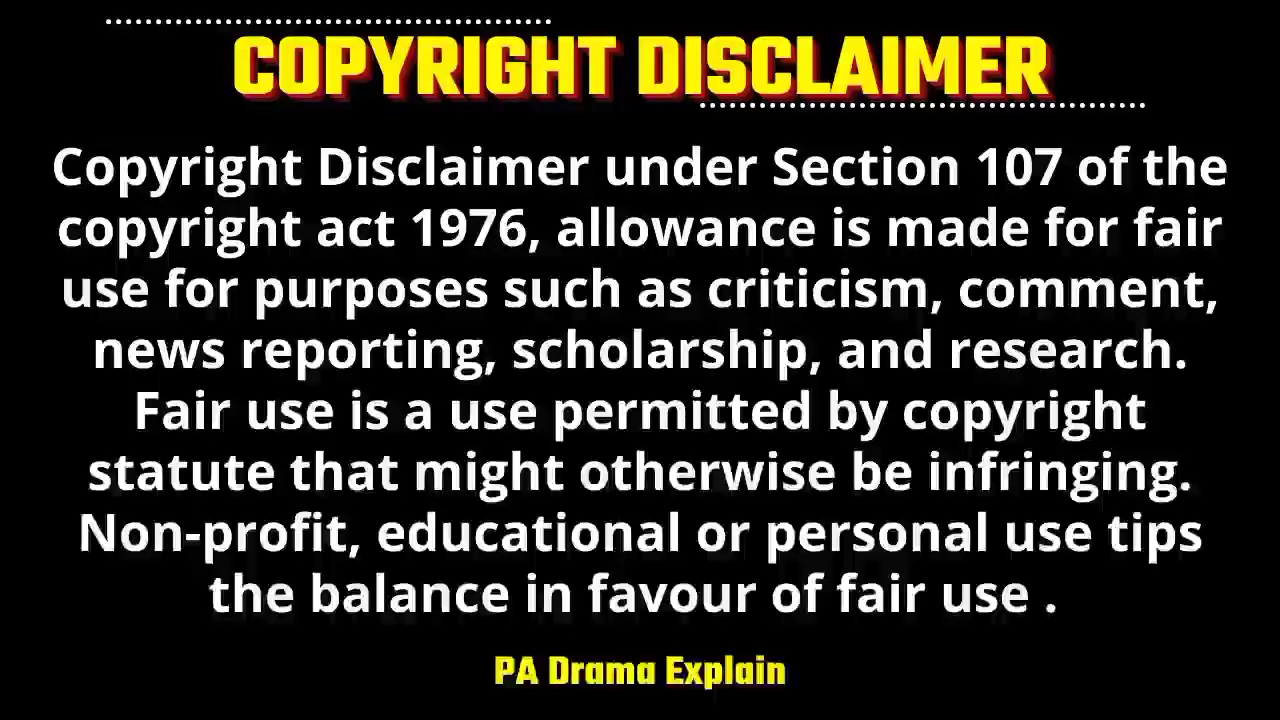 COPYRIGHT DISCLAIMER
Copyright Disclaimer under Section 107 of the
copyright act 1976, allowance is made for fair
use for purposes such as criticism, comment,
news reporting, scholarship, and research.
Fair use is a use permitted by copyright
statute that might otherwise be infringing.
Non-profit, educational or personal use tips
the balance in favour of fair use .
PA Drama Explain